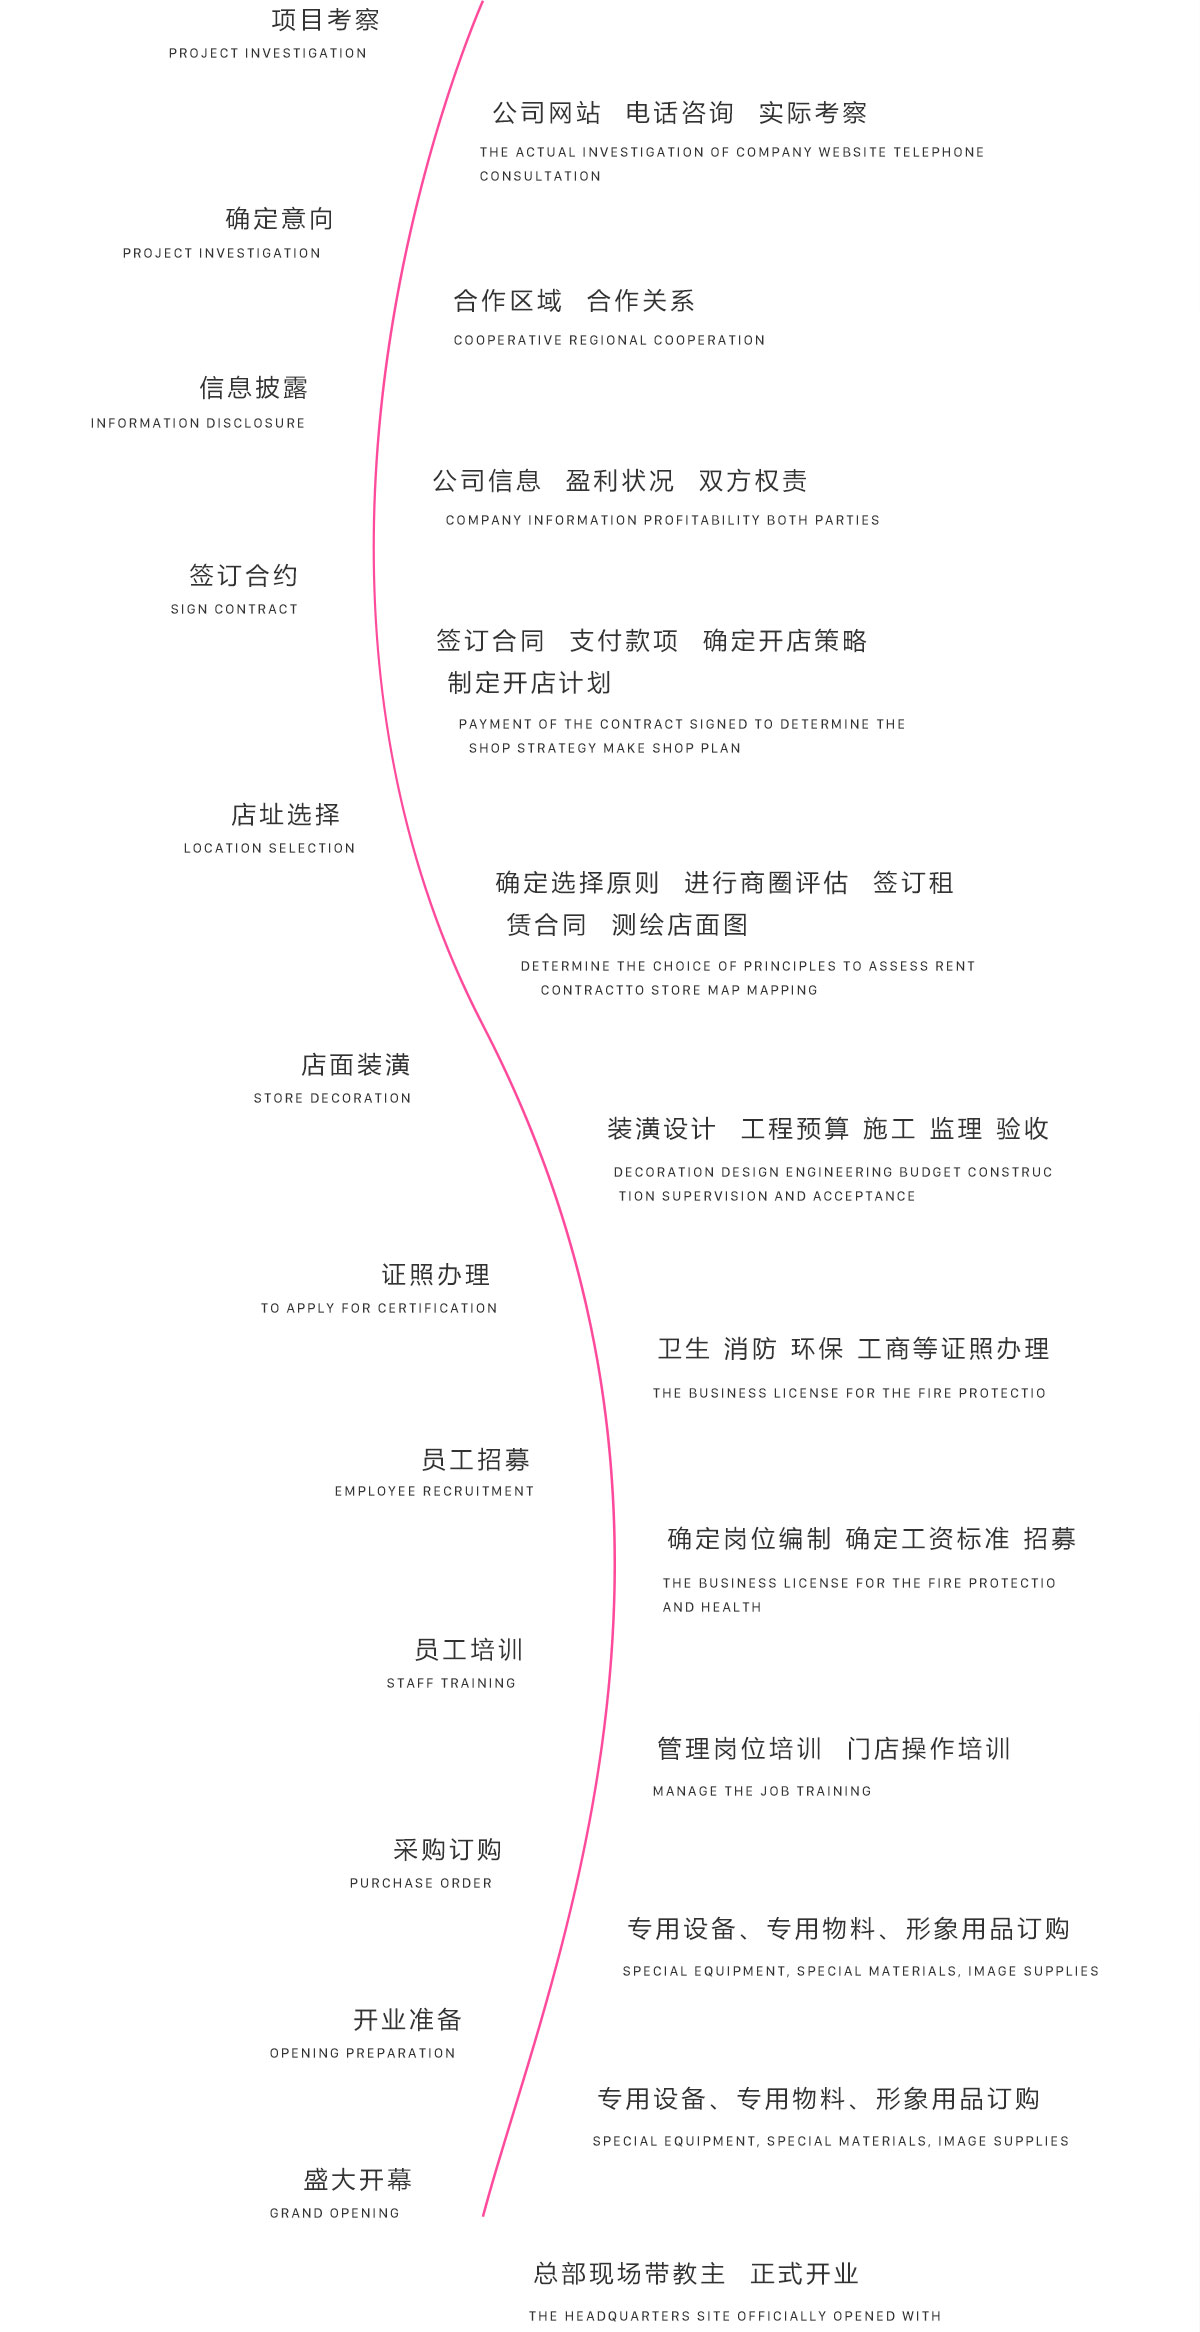 项目考察
PROJECT INVESTIGATION
公司网站 电话咨询 实际考察
THE ACTUAL INVESTIGATION OF COMPANY WEBSITE TELEPHONE
CONSULTATION
确定意向
PROJECT INVESTIGATION
合作区域 合作关系
COOPERATIVE REGIONAL COOPERATION
信息披露
INFORMATION DISCLOSURE
公司信息 盈利状况 双方权责
COMPANY INFORMATION PROFITABILITY BOTH PARTIES
签订合约
SIGN CONTRACT
签订合同 支付款项 确定开店策略
制定开店计划
PAYMENT OF THE CONTRACT SIGNED TO DETERMINE THE
SHOP STRATEGY MAKE SHOP PLAN
店址选择
LOCATION SELECTION
确定选择原则 进行商圈评估 签订租
赁合同 测绘店面图
DETERMINE THE CHOICE OF PRINCIPLES TO ASSESS RENT
CONTRACTTO STORE MAP MAPPING
店面装潢
STORE DECORATION
装潢设计 工程预算 施工 监理 验收
DECORATION DESIGN ENGINEERING BUDGET CONSTRUC
TION SUPERVISION AND ACCEPTANCE
证照办理
TO APPLY FOR CERTIFICATION
卫生 消防 环保 工商等证照办理
THE BUSINESS LICENSE FOR THE FIRE PROTECTIO
员工招募
EMPLOYEE RECRUITMENT
确定岗位编制 确定工资标准 招募
THE BUSINESS LICENSE FOR THE FIRE PROTECTIO
AND HEALTH
员工培训
STAFF TRAINING
管理岗位培训 门店操作培训
MANAGE THE JOB TRAINING
采购订购
PURCHASE ORDER
专用设备、专用物料、形象用品订购
SPECIAL EQUIPMENT, SPECIAL MATERIALS, IMAGE SUPPLIES
开业准备
OPENING PREPARATION
专用设备、专用物料、形象用品订购
SPECIAL EQUIPMENT, SPECIAL MATERIALS, IMAGE SUPPLIES
盛大开幕
GRAND OPENING
总部现场带教主 正式开业
THE HEADQUARTERS SITE OFFICIALLY OPENED WITH